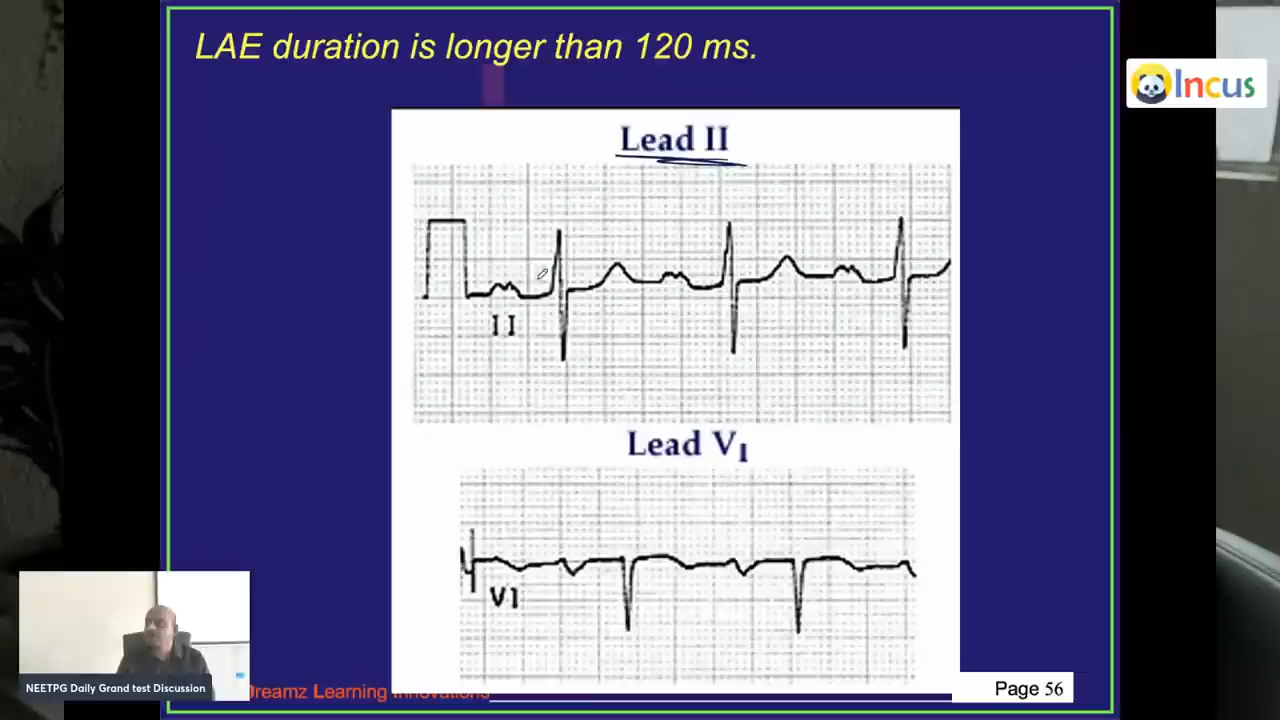 LAE duration is longer than 120 ms.
Incus
Lead II
II
Lead V1
V1
NEETPG Daily Grand test Discussion
Learning
Page 56